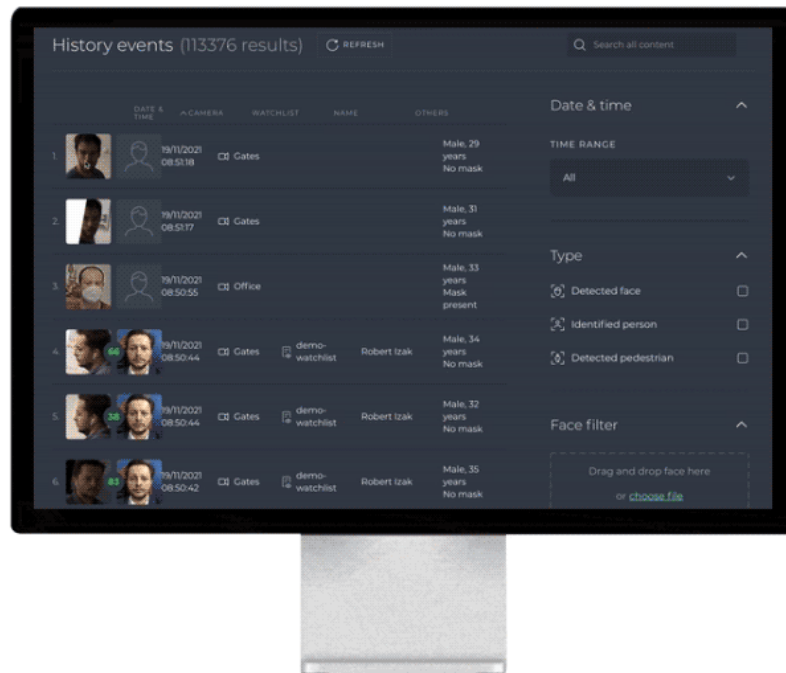 History events (113376 results)
REFRESH
Search all content
DATE & TIME
CAMERA
WATCHLIST
NAME
OTHERS
1.
19/11/2021
08:51:18
Gates
Male, 29
years
No mask
2.
19/11/2021
08:51:17
Gates
Male, 31
years
No mask
3.
19/11/2021
08:50:55
Office
Male, 33
years
Mask
present
4.
66
19/11/2021
08:50:44
Gates
demo-
watchlist
Robert Izak
Male, 34
years
No mask
5.
38
19/11/2021
08:50:44
Gates
demo-
watchlist
Robert Izak
Male, 32
years
No mask
6.
85
19/11/2021
08:50:42
Gates
demo-
watchlist
Robert Izak
Male, 35
years
No mask
Date & time
TIME RANGE
All
Type
Detected face
Identified person
Detected pedestrian
Face filter
Drag and drop face here
or choose file